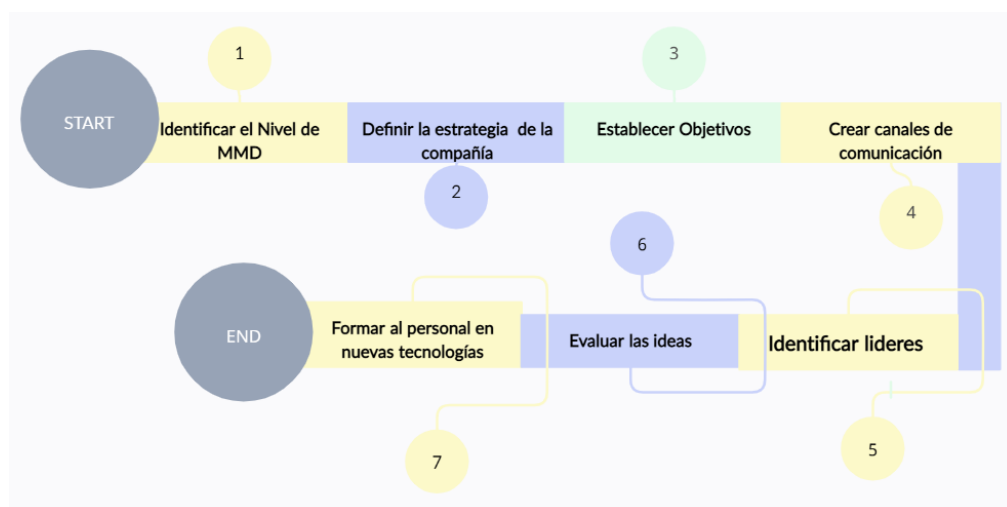 START
1
Identificar el Nivel de
MMD
Definir la estrategia de la
compañía
2
3
Establecer Objetivos
Crear canales de
comunicación
4
5
Identificar lideres
6
Evaluar las ideas
7
Formar al personal en
nuevas tecnologías
END